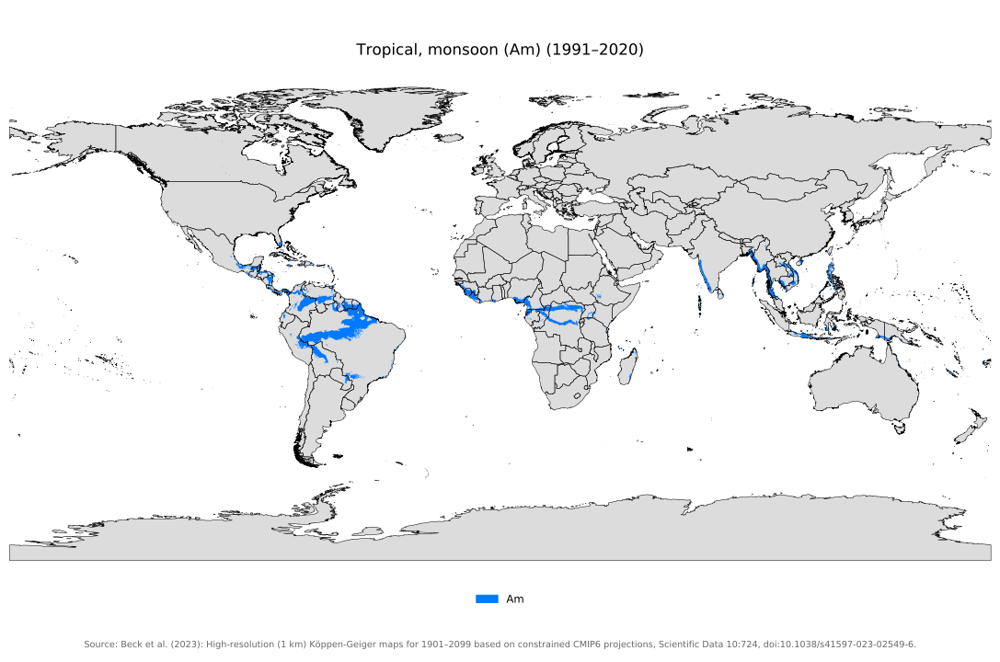 Tropical, monsoon (Am) (1991–2020)
Am
Source: Beck et al. (2023): High-resolution (1 km) Köppen-Geiger maps for 1901–2099 based on constrained CMIP6 projections, Scientific Data 10:724, doi:10.1038/s41597-023-02549-6.